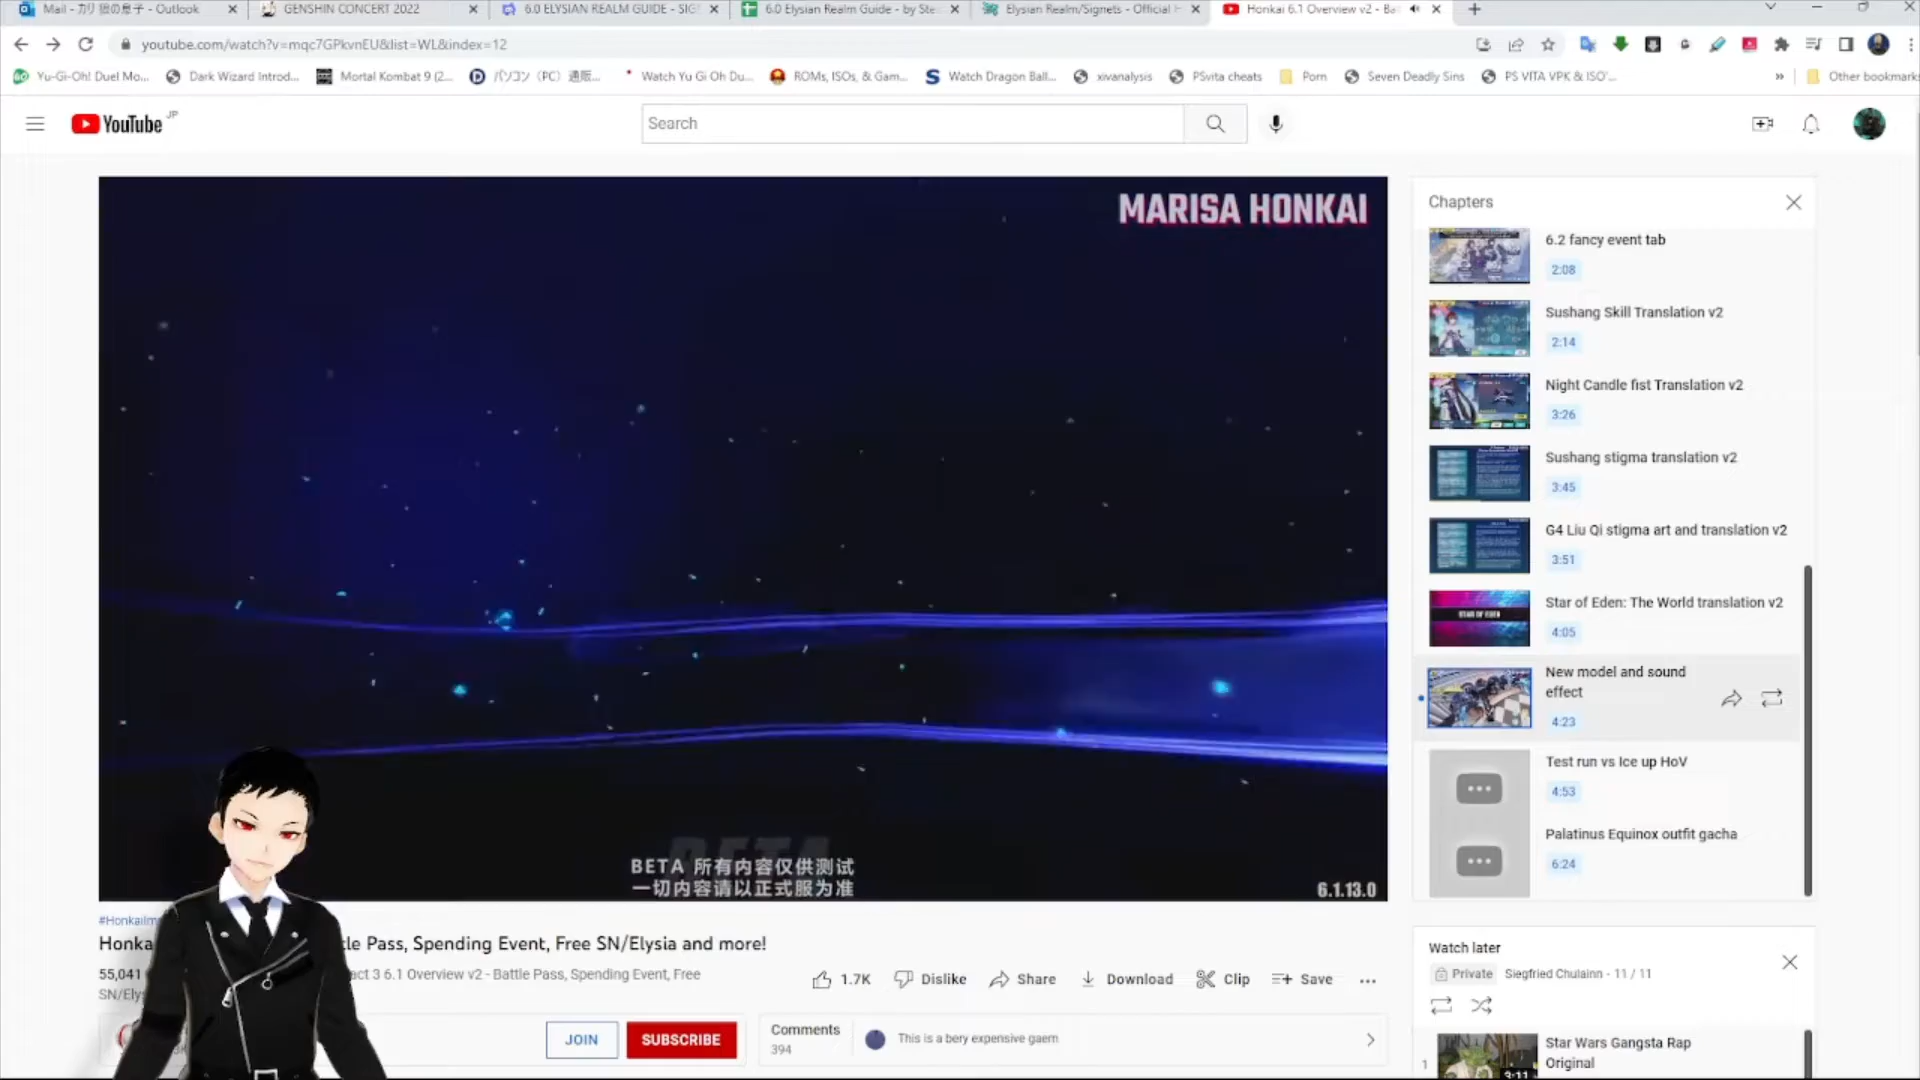 Mail - カリ 狼の息子 - Outlook
GENSHIN CONCERT 2022
6.0 ELYSIAN REALM GUIDE - SIG
6.0 Elysian Realm Guide - by Ste
Elysian Realm/Signets - Official H
Honkai 6.1 Overview v2 - Ba
youtube.com/watch?v=mqc7GPkvnEU&list=WL&index=12
Yu-Gi-Oh! Duel Mo...
Dark Wizard Introd...
Mortal Kombat 9 (2...
パソコン（PC）通販...
Watch Yu Gi Oh Du...
ROMs, ISOs, & Gam...
Watch Dragon Ball...
xivanalysis
PSvita cheats
Porn
Seven Deadly Sins
PS VITA VPK & ISO'...
Other bookmarks
YouTube JP
Search
MARISA HONKAI
BETA
BETA 所有内容仅供测试
一切内容请以正式服为准
6.1.13.0
Chapters
6.2 fancy event tab
2:08
Sushang Skill Translation v2
2:14
Night Candle fist Translation v2
3:26
Sushang stigma translation v2
3:45
G4 Liu Qi stigma art and translation v2
3:51
STAR OF EDEN
Star of Eden: The World translation v2
4:05
New model and sound
effect
4:23
Test run vs Ice up HoV
4:53
Palatinus Equinox outfit gacha
6:24
#HonkaiIm
Honka
tle Pass, Spending Event, Free SN/Elysia and more!
55,041
act 3 6.1 Overview v2 - Battle Pass, Spending Event, Free
SN/Elys
1.7K
Dislike
Share
Download
Clip
Save
JOIN
SUBSCRIBE
Comments
394
This is a bery expensive gaem
Watch later
Private
Siegfried Chulainn - 11 / 11
1
3:11
Star Wars Gangsta Rap
Original